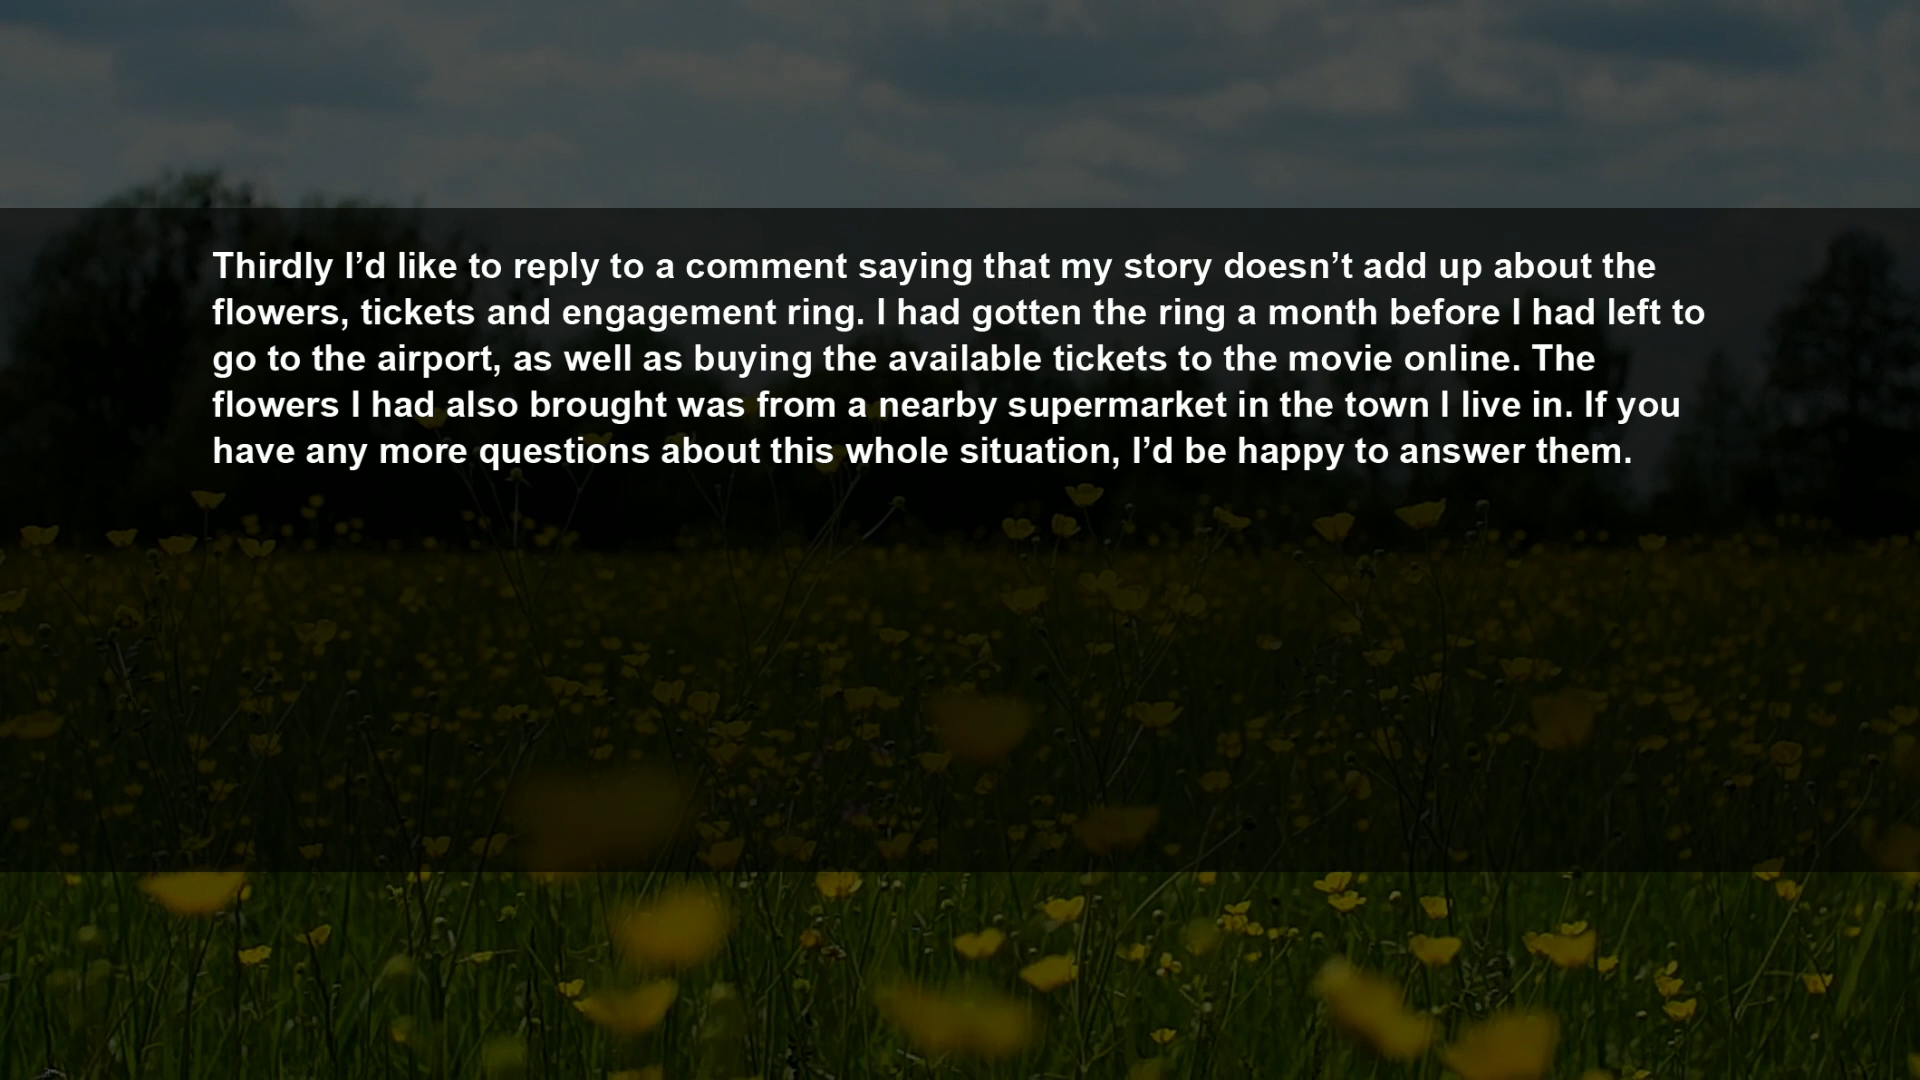 Thirdly I’d like to reply to a comment saying that my story doesn’t add up about the
flowers, tickets and engagement ring. I had gotten the ring a month before I had left to
go to the airport, as well as buying the available tickets to the movie online. The
flowers I had also brought was from a nearby supermarket in the town I live in. If you
have any more questions about this whole situation, I’d be happy to answer them.